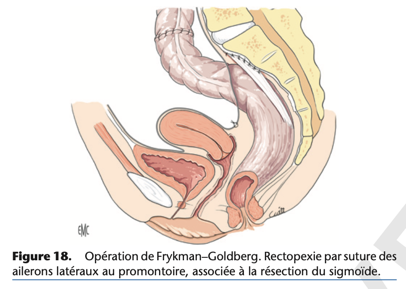 EMC
Figure 18. Opération de Frykman–Goldberg. Rectopexie par suture des
ailerons latéraux au promontoire, associée à la résection du sigmoïde.